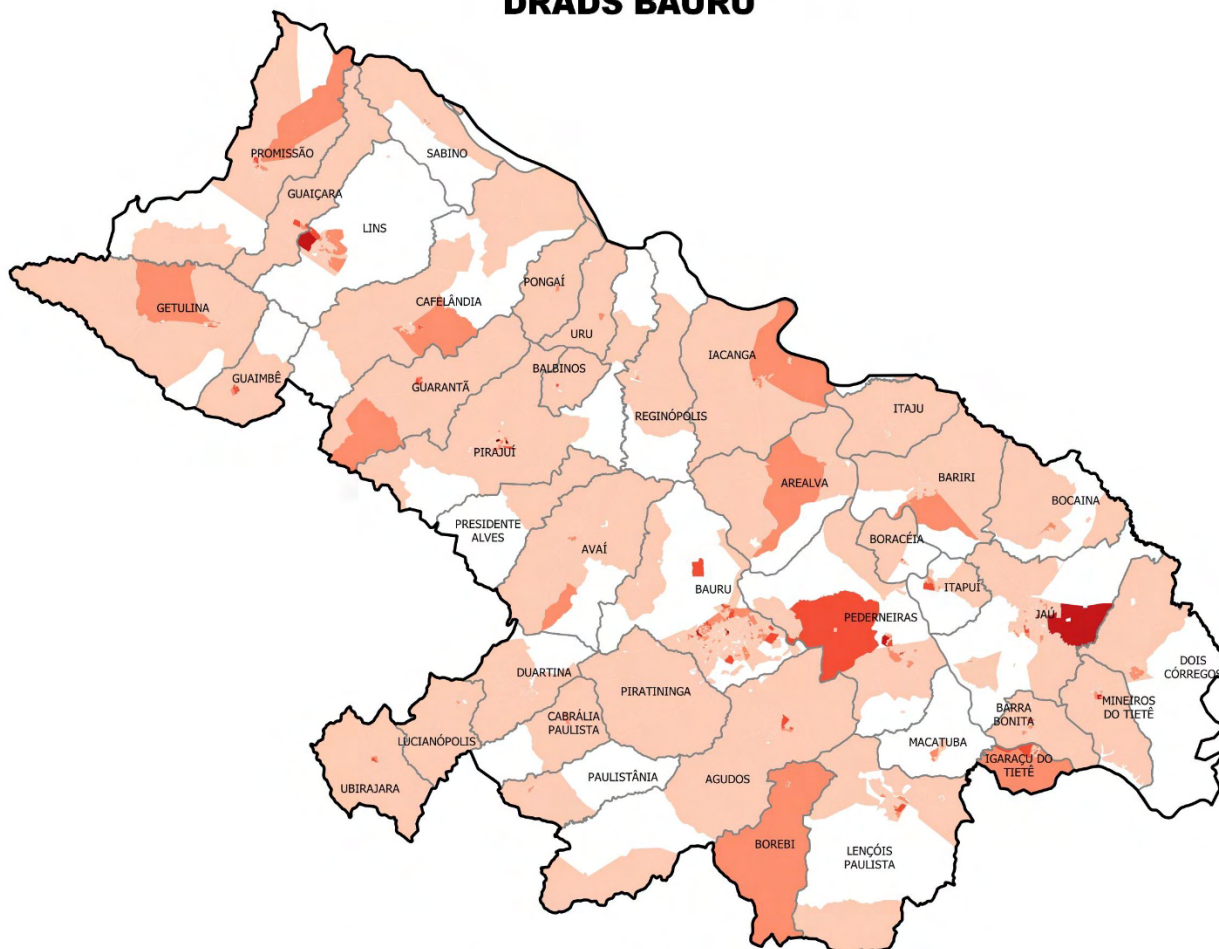 DRADS BAURU
PROMISSÃO
SABINO
GUAIÇARA
LINS
GETULINA
CAFELÂNDIA
PONGAÍ
URU
GUAIMBÊ
GUARANTÃ
BALBINOS
IACANGA
REGINÓPOLIS
ITAJU
PIRAJUÍ
AREALVA
BARIRI
BOCAINA
PRESIDENTE
ALVES
AVAÍ
BORACÉIA
BAURU
ITAPUÍ
PEDERNEIRAS
JAÚ
DOIS
CÓRREGOS
DUARTINA
PIRATININGA
MINEIROS
DO TIETÊ
CABRÁLIA
PAULISTA
BARRA
BONITA
LUCIANÓPOLIS
MACATUBA
IGARAÇU DO
TIETÊ
UBIRAJARA
PAULISTÂNIA
AGUDOS
BOREBI
LENÇÓIS
PAULISTA